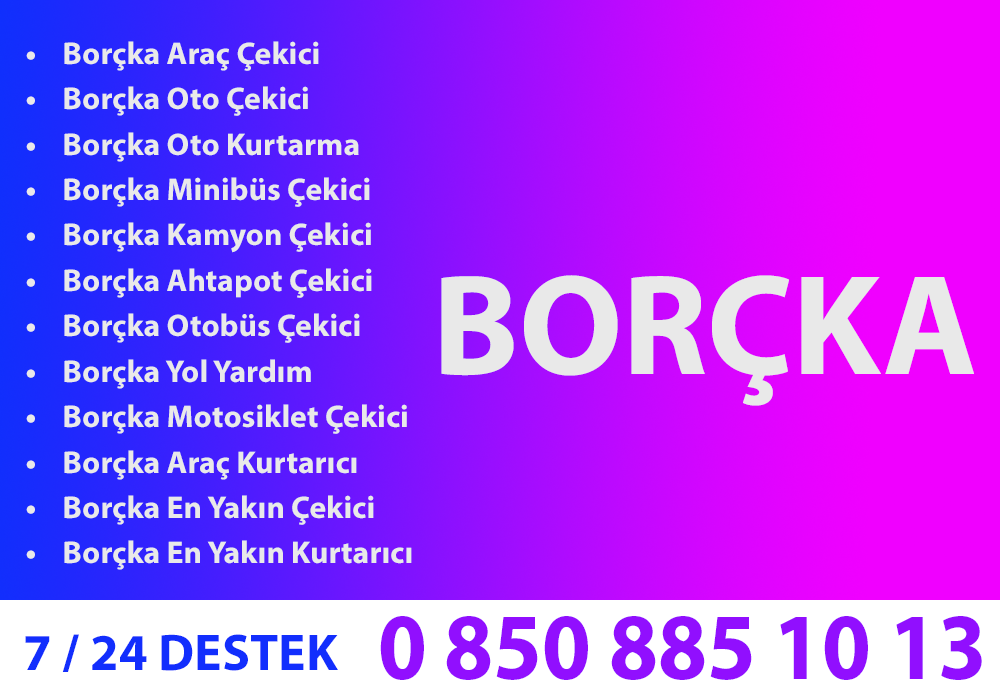 • Borçka Araç Çekici
• Borçka Oto Çekici
• Borçka Oto Kurtarma
• Borçka Minibüs Çekici
• Borçka Kamyon Çekici
• Borçka Ahtapot Çekici
• Borçka Otobüs Çekici
• Borçka Yol Yardım
• Borçka Motosiklet Çekici
• Borçka Araç Kurtarıcı
• Borçka En Yakın Çekici
• Borçka En Yakın Kurtarıcı
BORÇKA
7 / 24 DESTEK 0 850 885 10 13